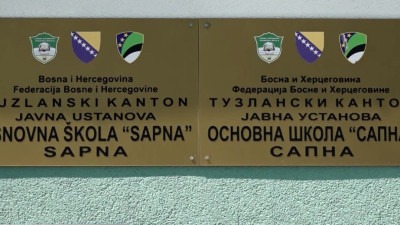 Bosna i Hercegovina
Federacija Bosne i Hercegovine
UZLANSKI KANTON
JAVNA USTANOVA
SNOVNA ŠKOLA “SAPNA”
SAPNA
Босна и Херцеговина
Федерација Босне и Херцеговине
ТУЗЛАНСКИ КАНТО
ЈАВНА УСТАНОВА
ОСНОВНА ШКОЛА “САПНА
САПНА